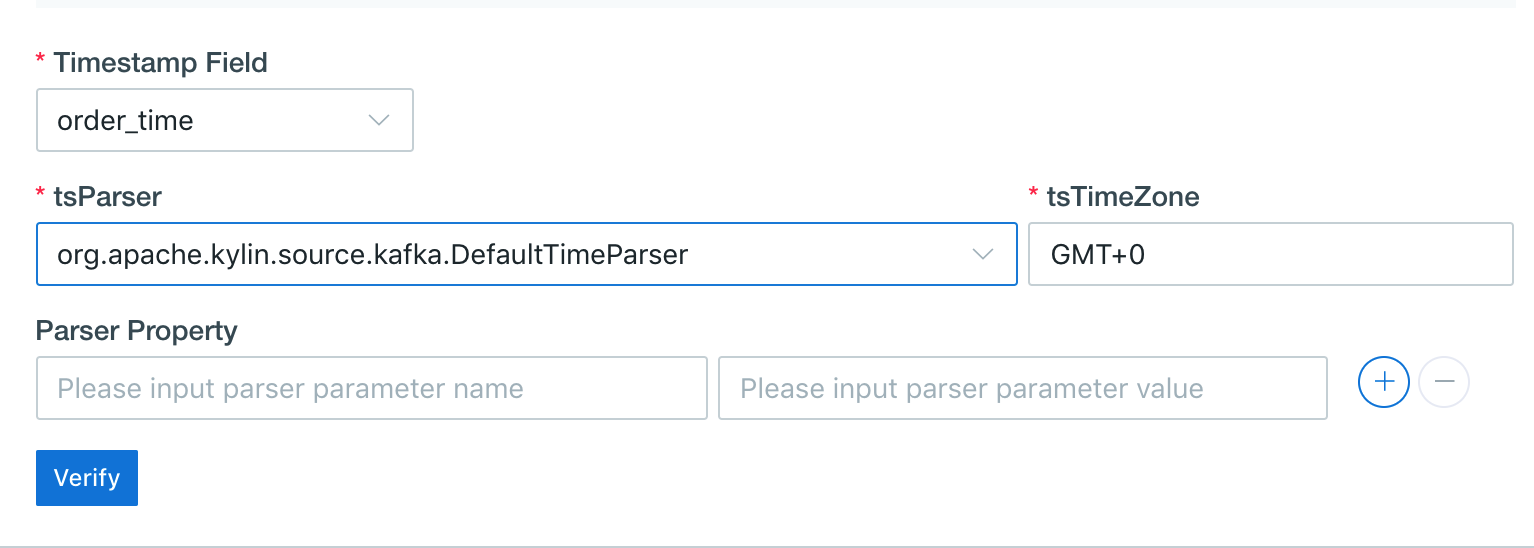 * Timestamp Field
order_time
* tsParser * tsTimeZone
org.apache.kylin.source.kafka.DefaultTimeParser GMT+0
Parser Property
Please input parser parameter name Please input parser parameter value
Verify